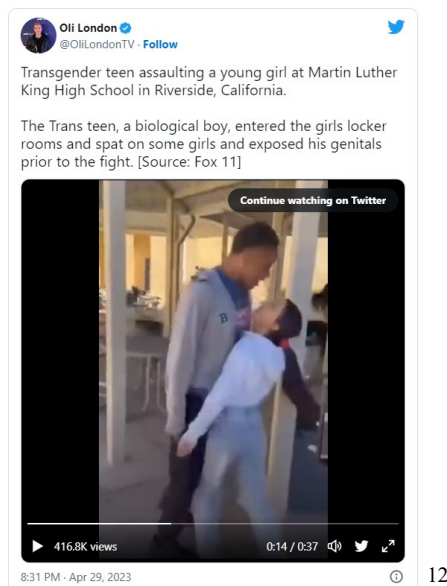 Oli London
@OliLondonTV · Follow
Transgender teen assaulting a young girl at Martin Luther
King High School in Riverside, California.
The Trans teen, a biological boy, entered the girls locker
rooms and spat on some girls and exposed his genitals
prior to the fight. [Source: Fox 11]
Continue watching on Twitter
B
416.8K views
0:14 / 0:37
8:31 PM · Apr 29, 2023
12